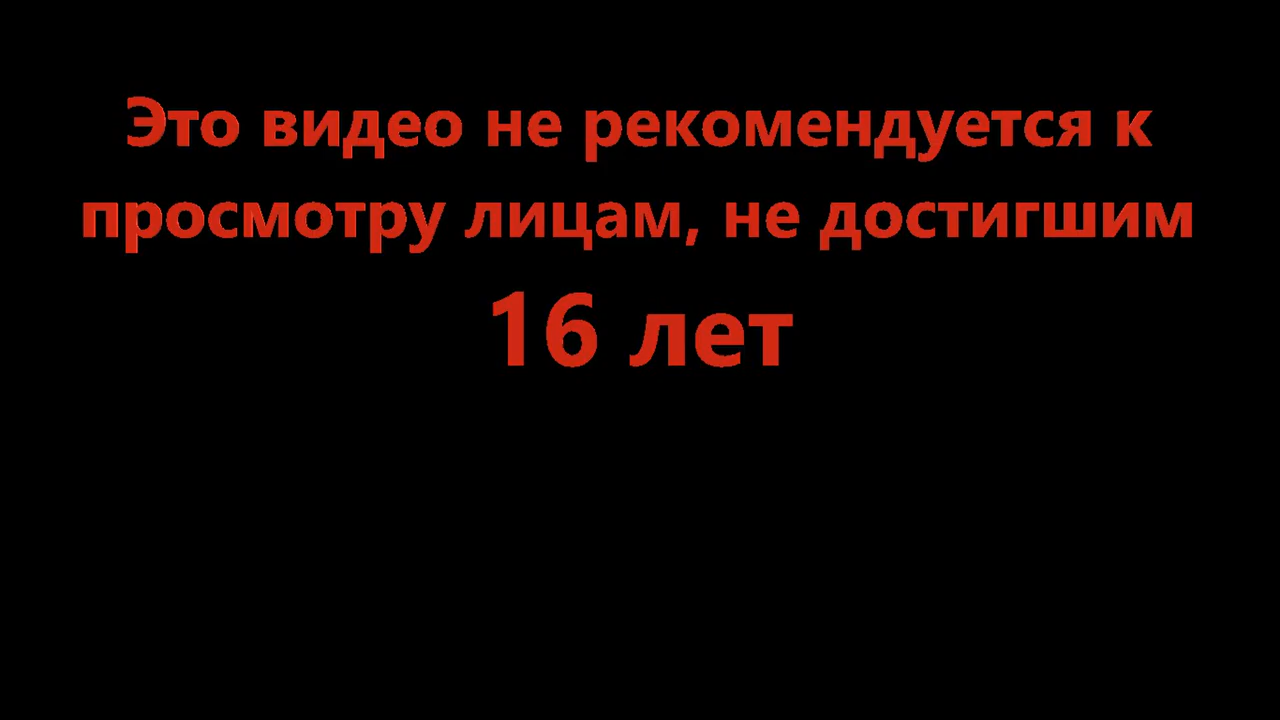 Это видео не рекомендуется к
просмотру лицам, не достигшим
16 лет